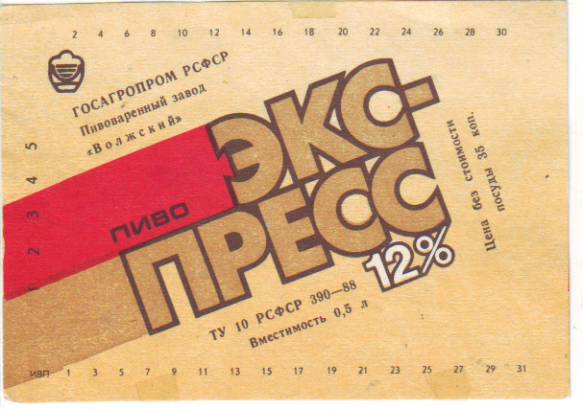 2 4 6 8 10 12 14 16 18 20 22 24 26 28 30
ГОСАГРОПРОМ РСФСР
Пивоваренный завод
«Волжский»
ЭКС-
ПИВО
ПРЕСС
12%
Цена без стоимости
посуды 35 коп.
ТУ 10 РСФСР 390—88
Вместимость 0,5 л
1 2 3 4 5
ИЗП 1 3 5 7 9 11 13 15 17 19 21 23 25 27 29 31